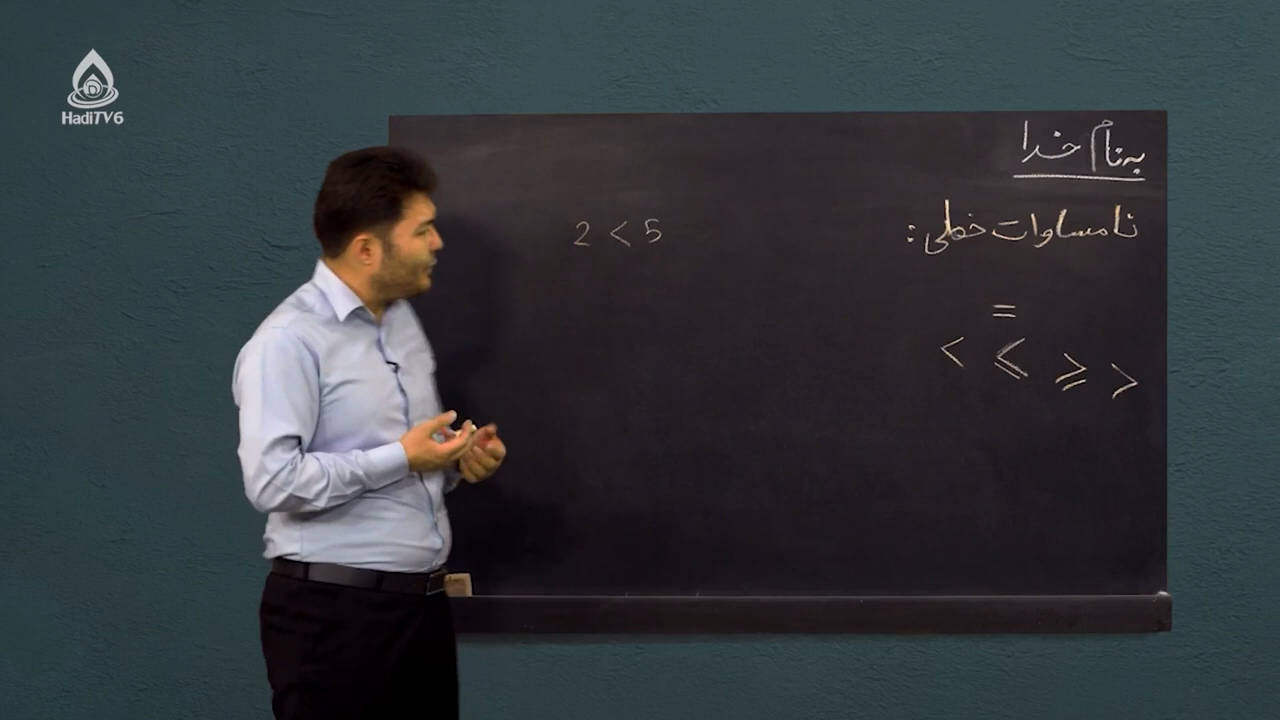 HadiTV6
به نام خدا
نامساوات خطی:
2 < 5
=
< ≤ ≥ >